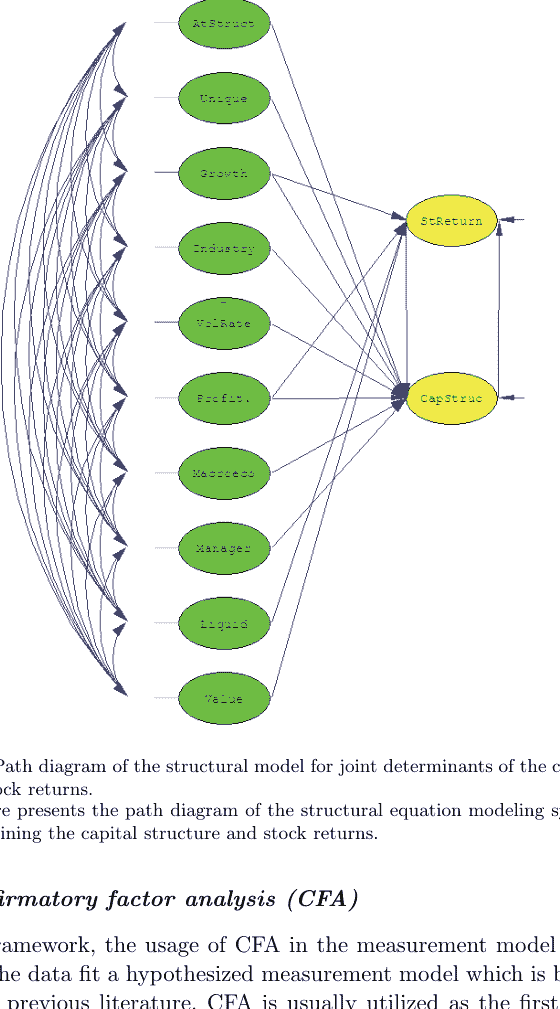 AtStruct
Unique
Growth
Industry
VolRate
StReturn
Profit.
CapStruc
Macroeco
Manager
Liquid
Value
Path diagram of the structural model for joint determinants of the c
ock returns.
re presents the path diagram of the structural equation modeling s
ining the capital structure and stock returns.
firmatory factor analysis (CFA)
ramework, the usage of CFA in the measurement model
he data fit a hypothesized measurement model which is b
previous literature. CFA is usually utilized as the first